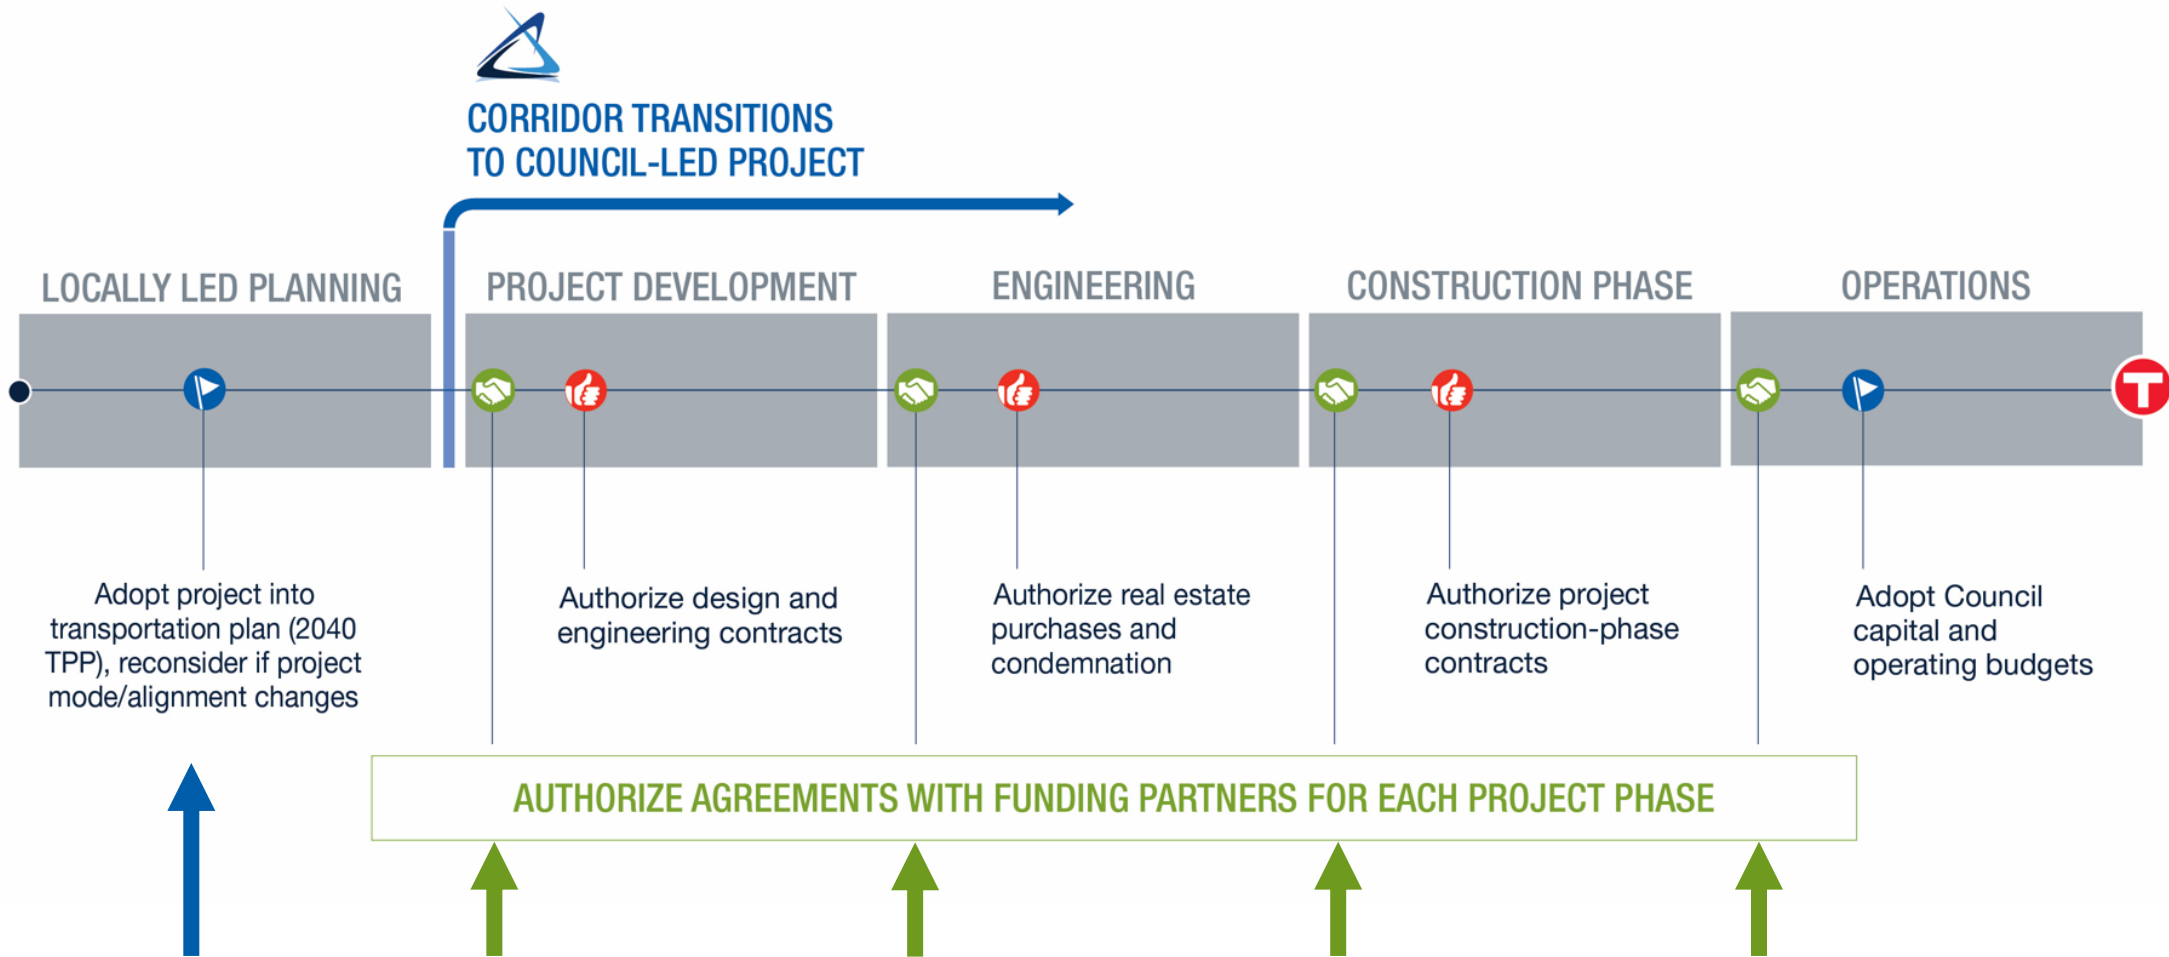 CORRIDOR TRANSITIONS
TO COUNCIL-LED PROJECT
LOCALLY LED PLANNING
PROJECT DEVELOPMENT
ENGINEERING
CONSTRUCTION PHASE
OPERATIONS
T
Adopt project into
transportation plan (2040
TPP), reconsider if project
mode/alignment changes
Authorize design and
engineering contracts
Authorize real estate
purchases and
condemnation
Authorize project
construction-phase
contracts
Adopt Council
capital and
operating budgets
AUTHORIZE AGREEMENTS WITH FUNDING PARTNERS FOR EACH PROJECT PHASE